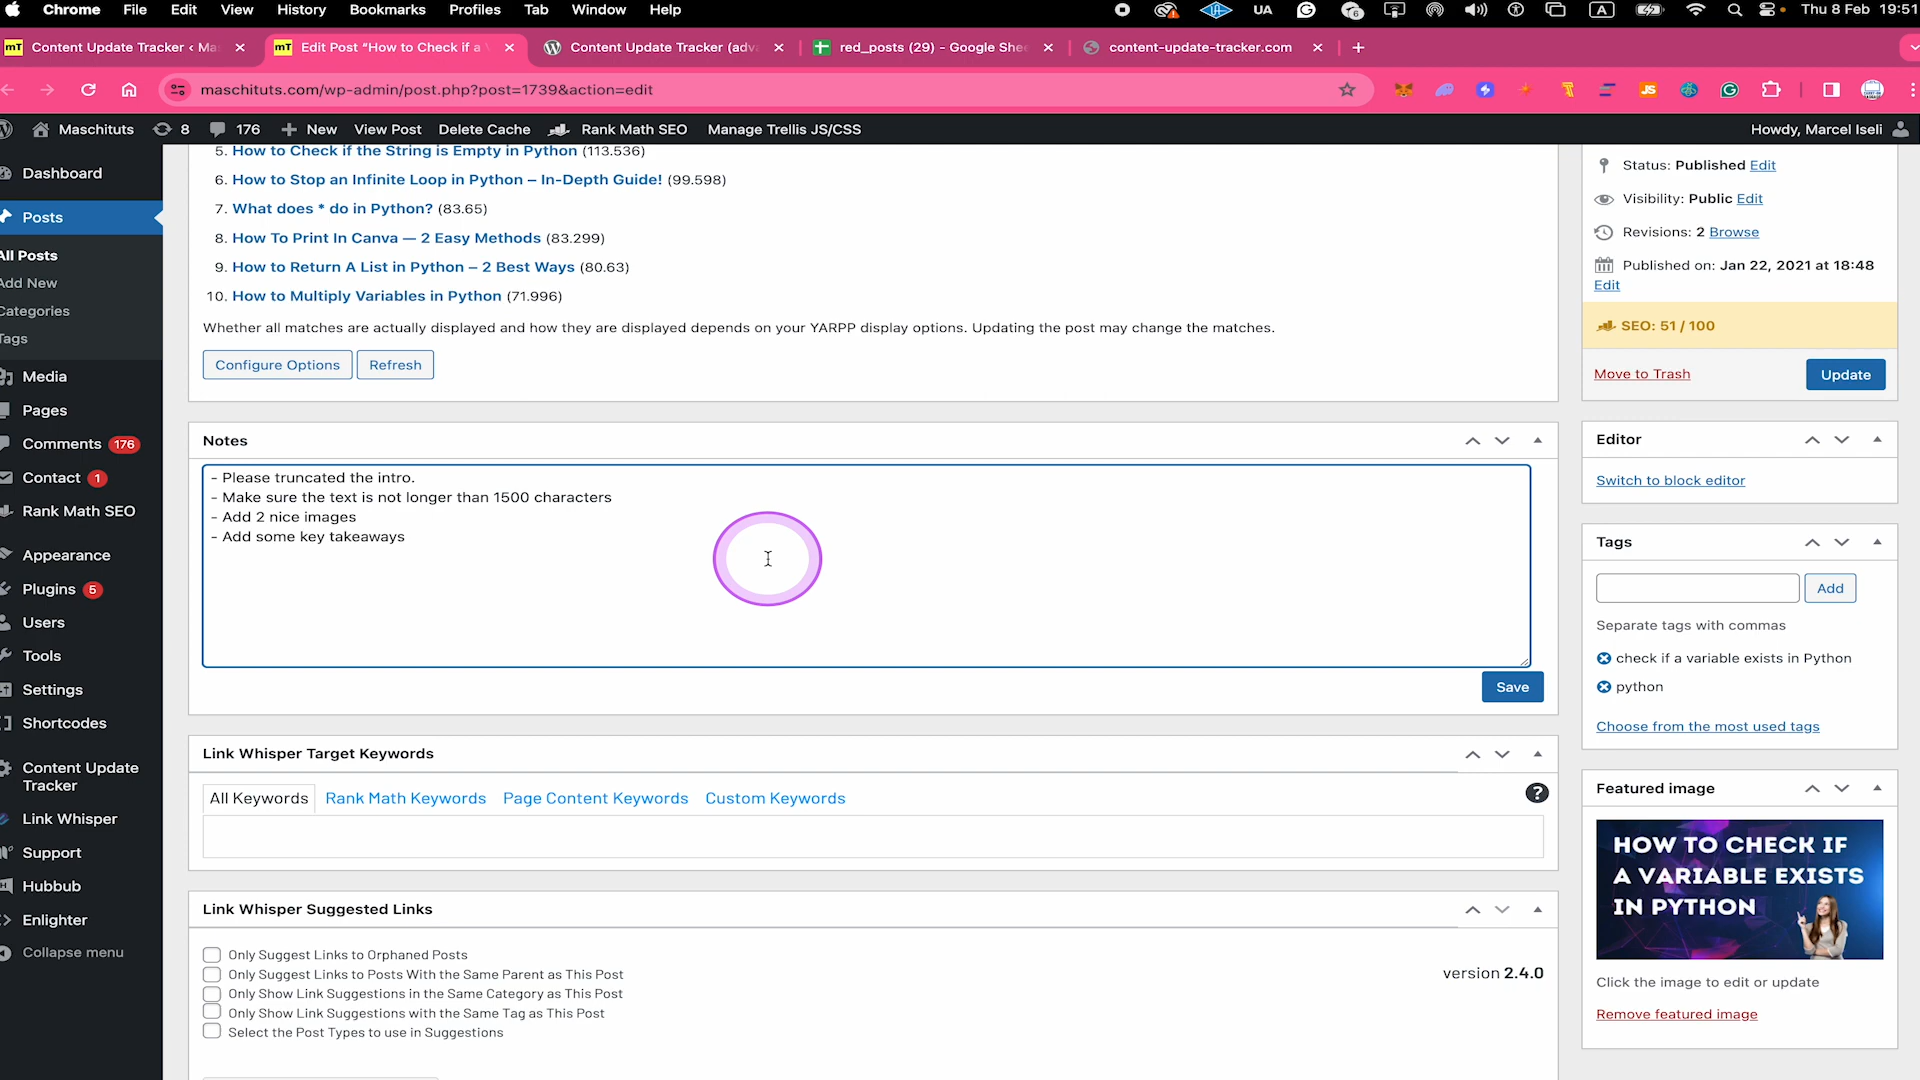 Chrome File Edit View History Bookmarks Profiles Tab Window Help UA 6 A Thu 8 Feb 19:51
mT Content Update Tracker ‹ Ma
mT Edit Post "How to Check if a
Content Update Tracker (adva
red_posts (29) - Google She
content-update-tracker.com
maschituts.com/wp-admin/post.php?post=1739&action=edit
JS
Maschituts 8 176 New View Post Delete Cache Rank Math SEO Manage Trellis JS/CSS Howdy, Marcel Iseli
Dashboard
Posts
All Posts
Add New
Categories
Tags
Media
Pages
Comments 176
Contact 1
Rank Math SEO
Appearance
Plugins 5
Users
Tools
Settings
Shortcodes
Content Update
Tracker
Link Whisper
Support
Hubbub
Enlighter
Collapse menu
5. How to Check if the String is Empty in Python (113.536)
6. How to Stop an Infinite Loop in Python – In-Depth Guide! (99.598)
7. What does * do in Python? (83.65)
8. How To Print In Canva — 2 Easy Methods (83.299)
9. How to Return A List in Python – 2 Best Ways (80.63)
10. How to Multiply Variables in Python (71.996)
Whether all matches are actually displayed and how they are displayed depends on your YARPP display options. Updating the post may change the matches.
Configure Options Refresh
Notes
- Please truncated the intro.
- Make sure the text is not longer than 1500 characters
- Add 2 nice images
- Add some key takeaways
Save
Link Whisper Target Keywords
All Keywords Rank Math Keywords Page Content Keywords Custom Keywords ?
Link Whisper Suggested Links
Only Suggest Links to Orphaned Posts
Only Suggest Links to Posts With the Same Parent as This Post
Only Show Link Suggestions in the Same Category as This Post
Only Show Link Suggestions with the Same Tag as This Post
Select the Post Types to use in Suggestions
version 2.4.0
Status: Published Edit
Visibility: Public Edit
Revisions: 2 Browse
Published on: Jan 22, 2021 at 18:48
Edit
SEO: 51 / 100
Move to Trash Update
Editor
Switch to block editor
Tags
Add
Separate tags with commas
check if a variable exists in Python
python
Choose from the most used tags
Featured image
HOW TO CHECK IF
A VARIABLE EXISTS
IN PYTHON
Click the image to edit or update
Remove featured image